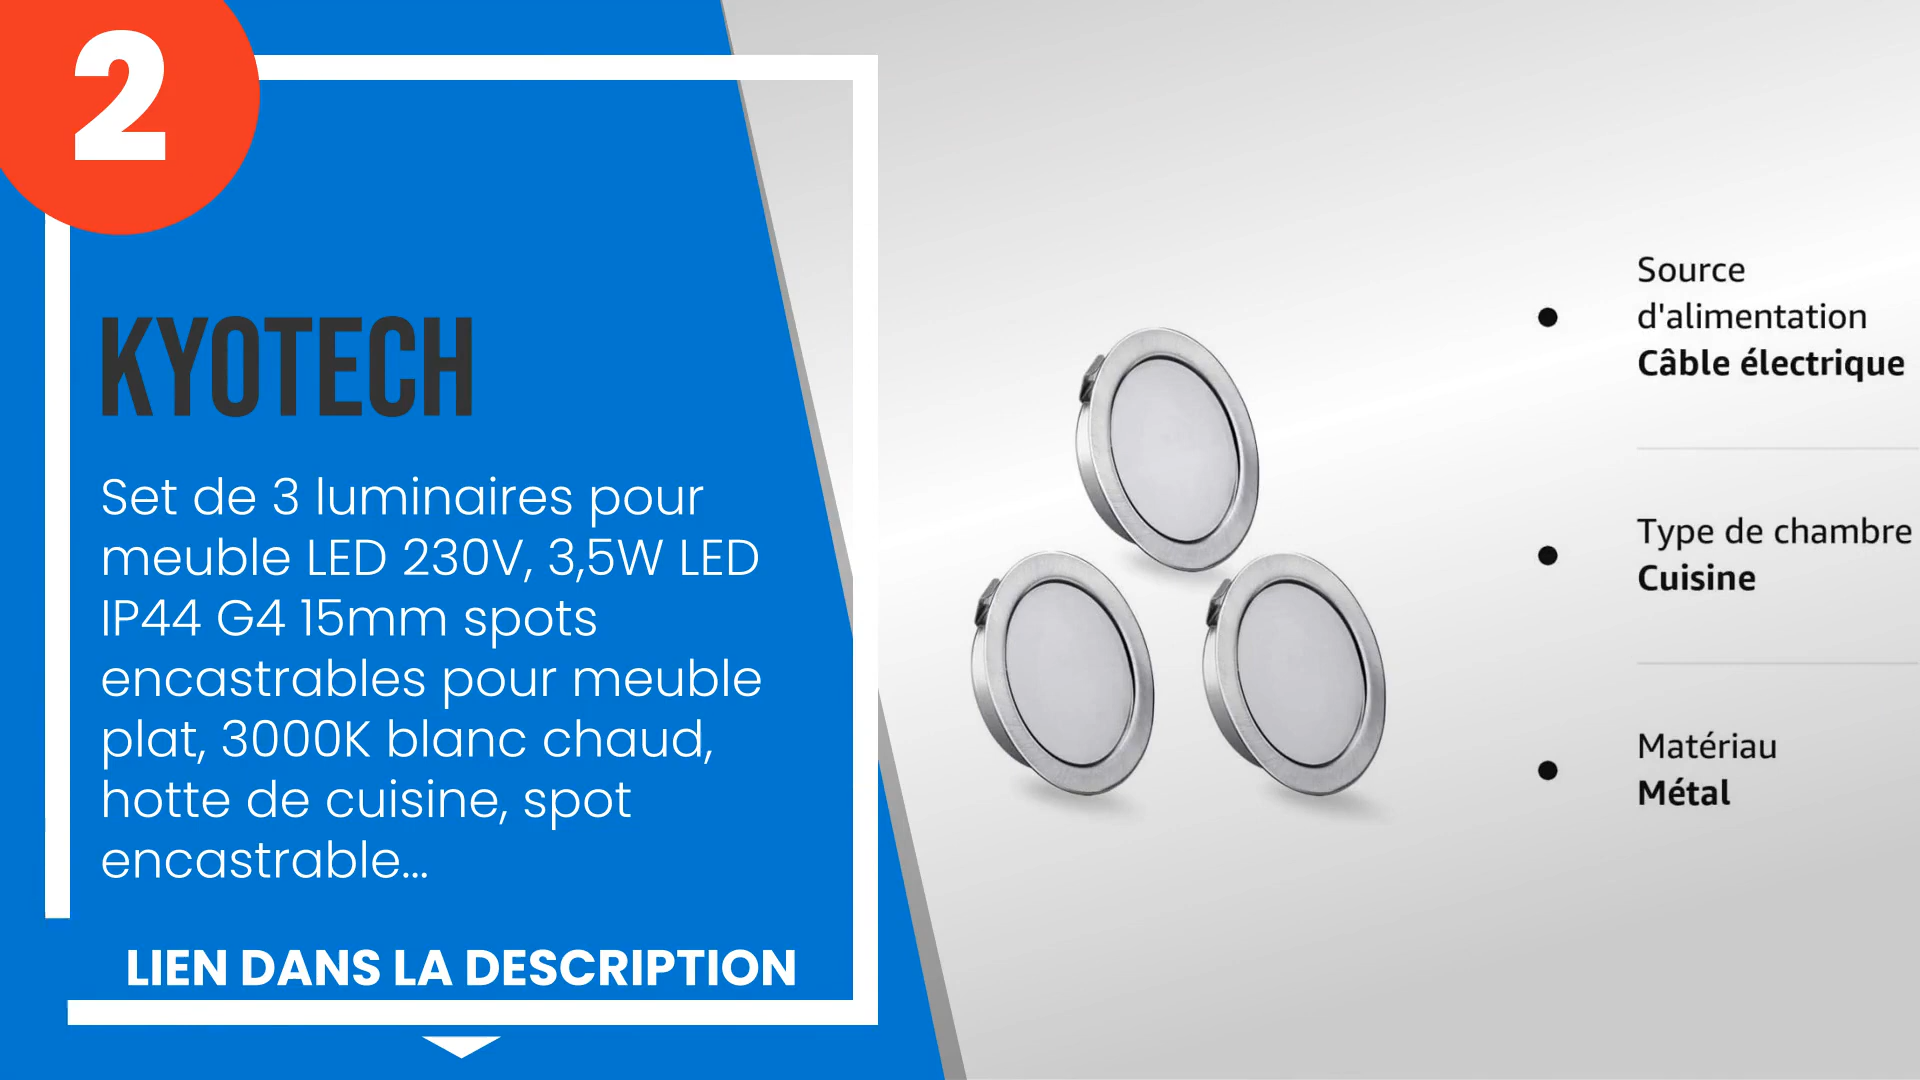 2
KYOTECH
Set de 3 luminaires pour
meuble LED 230V, 3,5W LED
IP44 G4 15mm spots
encastrables pour meuble
plat, 3000K blanc chaud,
hotte de cuisine, spot
encastrable...
LIEN DANS LA DESCRIPTION
Source
d'alimentation
Câble électrique
Type de chambre
Cuisine
Matériau
Métal